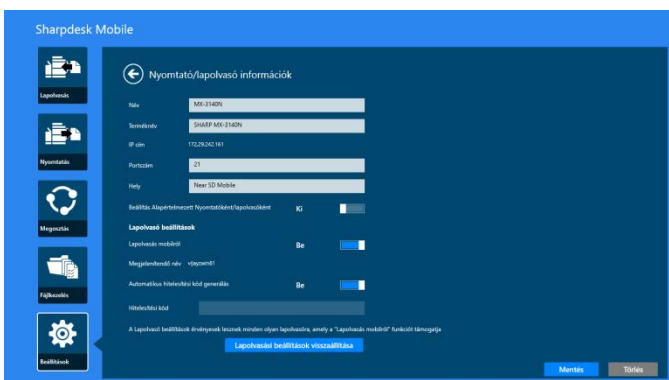 Sharpdesk Mobile
Lapolvasás
Nyomtatás
Megosztás
Fájlkezelés
Beállítások
Nyomtató/lapolvasó információk
Név MX-3140N
Terméknév SHARP MX-3140N
IP cím 172.29.242.161
Portszám 21
Hely Near SD Mobile
Beállítás Alapértelmezett Nyomtatóként/lapolvasóként Ki
Lapolvasó beállítások
Lapolvasás mobilról Be
Megjelenítendő név
Automatikus hitelesítési kód generálás Be
Hitelesítési kód
A Lapolvasó beállítások érvényesek lesznek minden olyan lapolvasóra, amely a "Lapolvasás mobilról" funkciót támogatja
Lapolvasási beállítások visszaállítása
Mentés Törlés